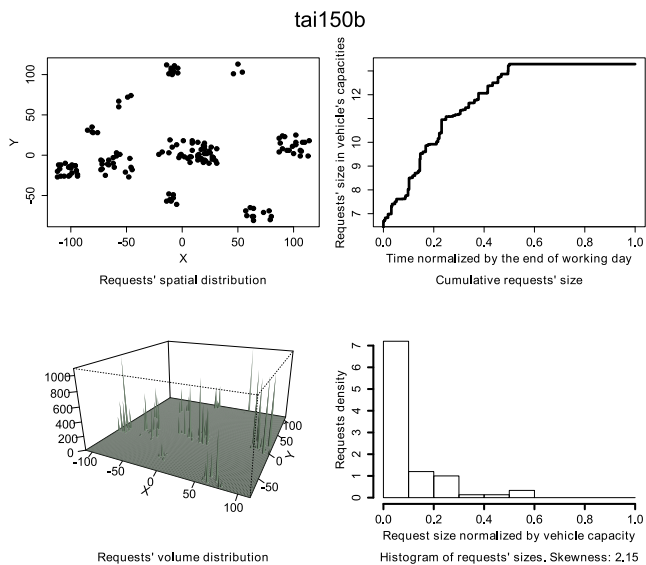 tai150b
100
50
0
-50
Y
-100 -50 0 50 100
X
Requests' spatial distribution
Requests' size in vehicle's capacities
12
10
9
8
7
0.0 0.2 0.4 0.6 0.8 1.0
Time normalized by the end of working day
Cumulative requests' size
1000
800
600
400
200
0
-100
-50
0
50
100
X
100
50
0
-50
Y
Requests' volume distribution
Requests density
7
6
5
4
3
2
1
0
0.0 0.2 0.4 0.6 0.8 1.0
Request size normalized by vehicle capacity
Histogram of requests' sizes. Skewness: 2.15